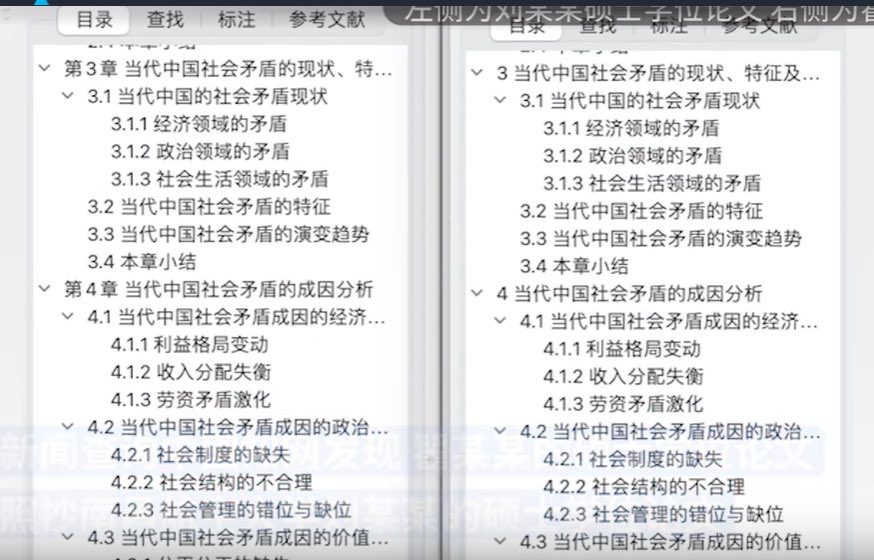 左侧为刘某某硕士学位论文 右侧为
目录 查找 标注 参考文献
2.4 本章小结
第3章 当代中国社会矛盾的现状、特...
3.1 当代中国的社会矛盾现状
3.1.1 经济领域的矛盾
3.1.2 政治领域的矛盾
3.1.3 社会生活领域的矛盾
3.2 当代中国社会矛盾的特征
3.3 当代中国社会矛盾的演变趋势
3.4 本章小结
第4章 当代中国社会矛盾的成因分析
4.1 当代中国社会矛盾成因的经济...
4.1.1 利益格局变动
4.1.2 收入分配失衡
4.1.3 劳资矛盾激化
4.2 当代中国社会矛盾成因的政治...
4.2.1 社会制度的缺失
4.2.2 社会结构的不合理
4.2.3 社会管理的错位与缺位
4.3 当代中国社会矛盾成因的价值...
目录 查找 标注 参考文献
2.4 本章小结
3 当代中国社会矛盾的现状、特征及...
3.1 当代中国的社会矛盾现状
3.1.1 经济领域的矛盾
3.1.2 政治领域的矛盾
3.1.3 社会生活领域的矛盾
3.2 当代中国社会矛盾的特征
3.3 当代中国社会矛盾的演变趋势
3.4 本章小结
4 当代中国社会矛盾的成因分析
4.1 当代中国社会矛盾成因的经济...
4.1.1 利益格局变动
4.1.2 收入分配失衡
4.1.3 劳资矛盾激化
4.2 当代中国社会矛盾成因的政治...
4.2.1 社会制度的缺失
4.2.2 社会结构的不合理
4.2.3 社会管理的错位与缺位
4.3 当代中国社会矛盾成因的价值...